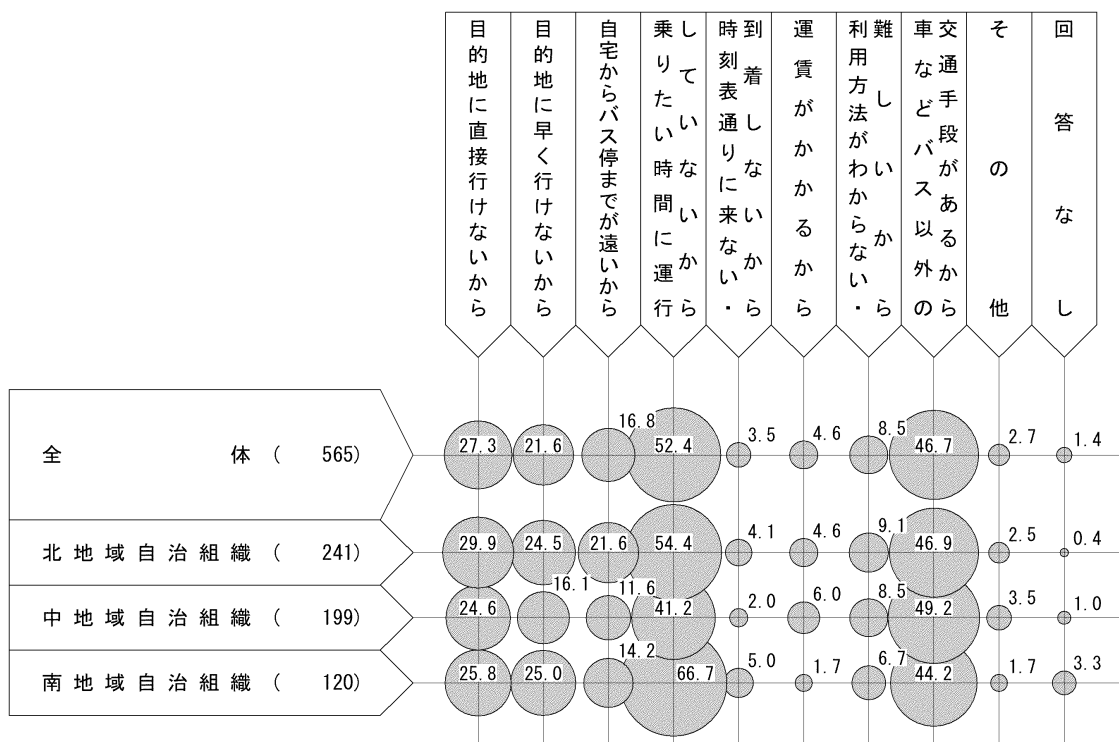 目的地に直接行けないから
目的地に早く行けないから
自宅からバス停までが遠いから
乗りたい時間に運行
していないから
時刻表通りに来ない・
到着しないから
運賃がかかるから
利用方法がわからない・
難しいから
車などバス以外の
交通手段があるから
その他
回答なし
全体 ( 565)
27.3 21.6 16.8 52.4 3.5 4.6 8.5 46.7 2.7 1.4
北地域自治組織 ( 241)
29.9 24.5 21.6 54.4 4.1 4.6 9.1 46.9 2.5 0.4
中地域自治組織 ( 199)
24.6 16.1 11.6 41.2 2.0 6.0 8.5 49.2 3.5 1.0
南地域自治組織 ( 120)
25.8 25.0 14.2 66.7 5.0 1.7 6.7 44.2 1.7 3.3